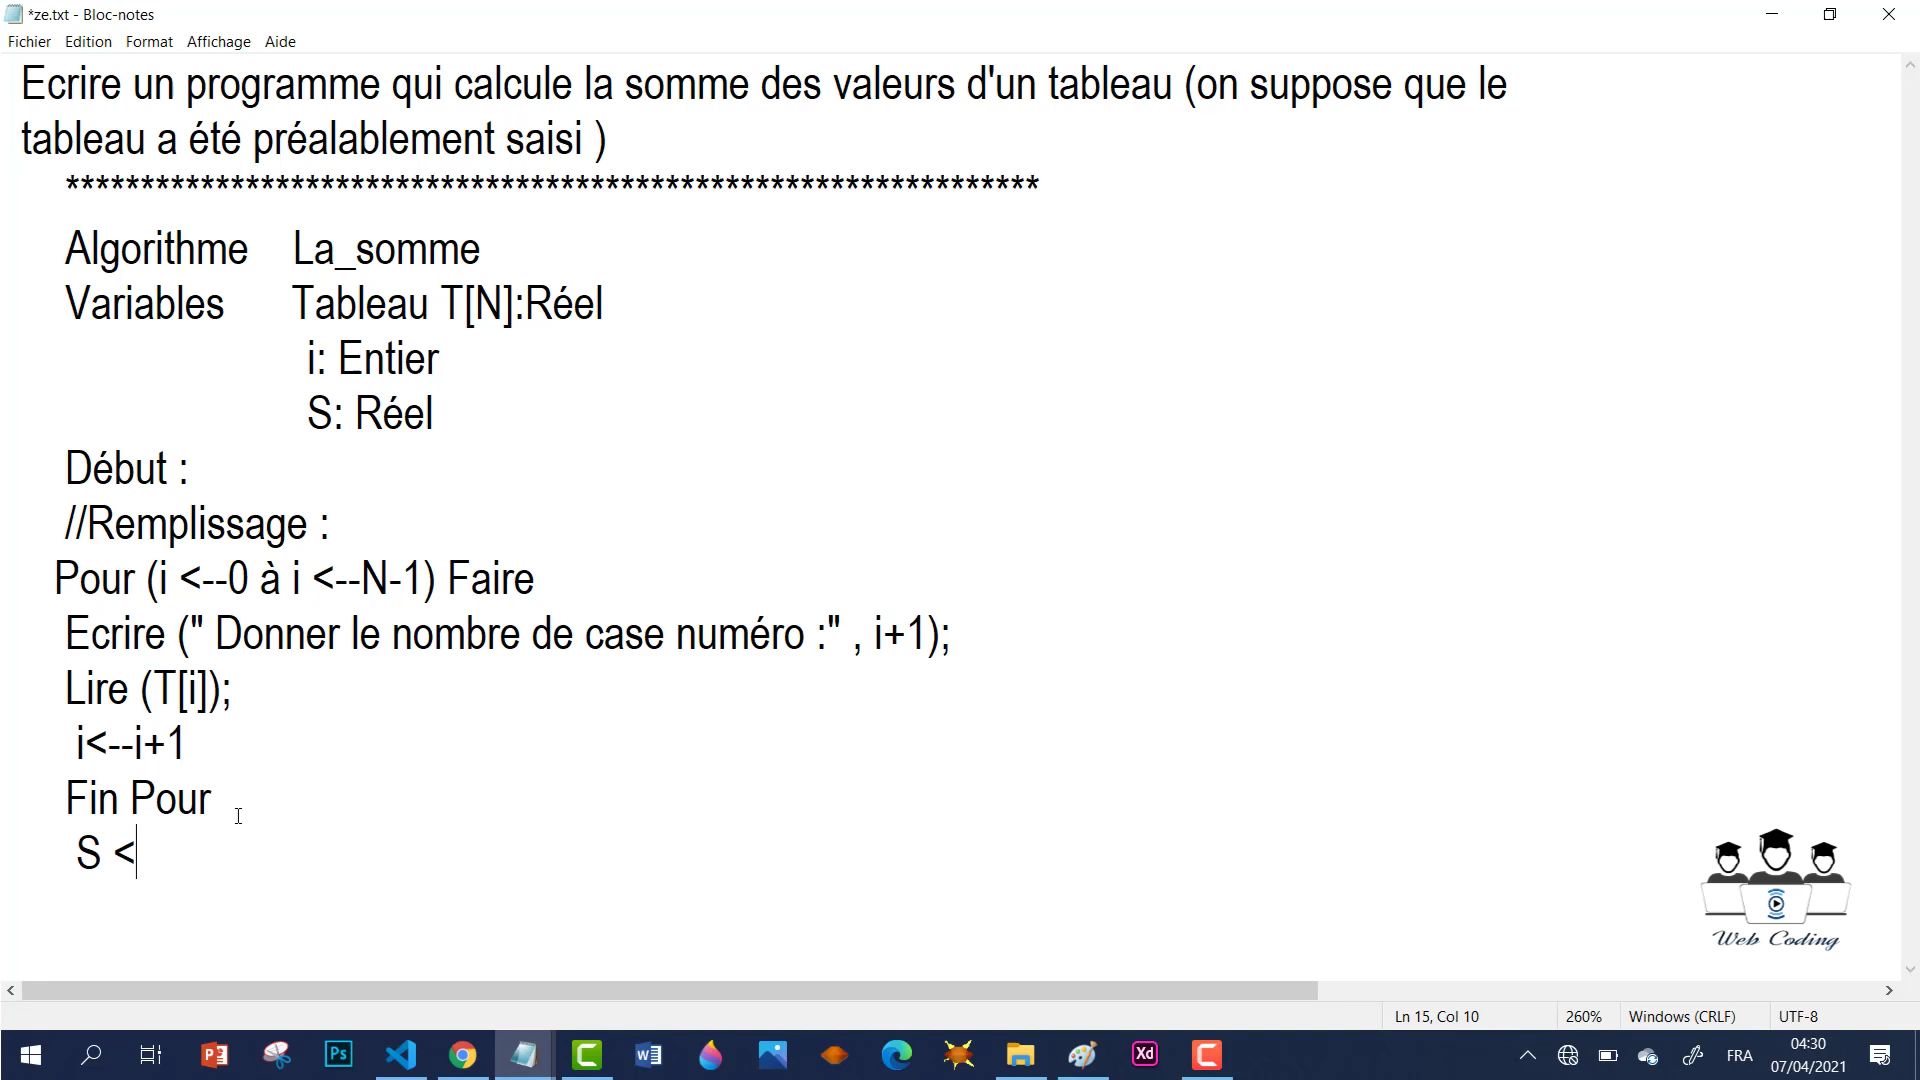 *ze.txt - Bloc-notes
Fichier Edition Format Affichage Aide
Ecrire un programme qui calcule la somme des valeurs d'un tableau (on suppose que le
tableau a été préalablement saisi )
*****************************************************************
Algorithme La_somme
Variables Tableau T[N]:Réel
i: Entier
S: Réel
Début :
//Remplissage :
Pour (i <--0 à i <--N-1) Faire
Ecrire (" Donner le nombre de case numéro :" , i+1);
Lire (T[i]);
i<--i+1
Fin Pour
S <
Web Coding
Ln 15, Col 10 260% Windows (CRLF) UTF-8
Ps Xd FRA 04:30
07/04/2021